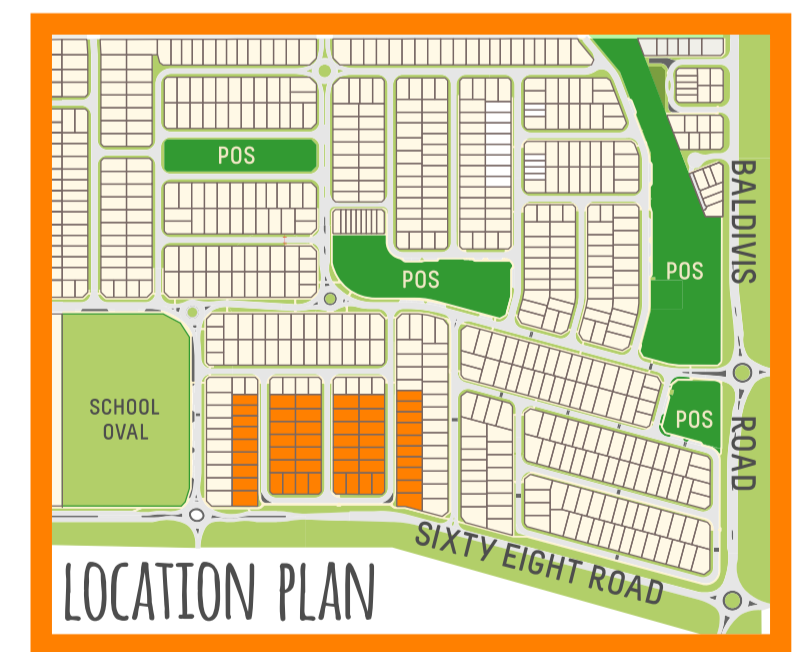 POS
POS
POS
BALDIVIS ROAD
SCHOOL
OVAL
POS
SIXTY EIGHT ROAD
LOCATION PLAN